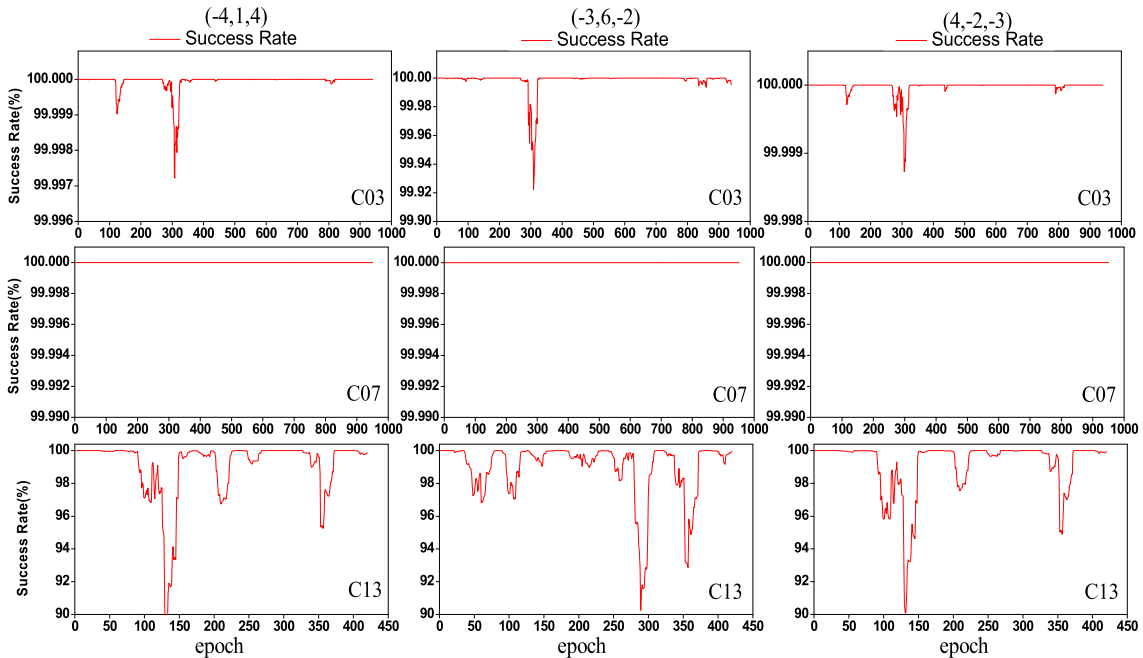 (-4,1,4) (-3,6,-2) (4,-2,-3)
Success Rate Success Rate Success Rate
100.000 100.000 100.000
99.999 99.98
99.998 99.96 99.999
99.997 99.94
99.92
99.996 99.90 99.998
Success Rate(%)
C03 C03 C03
0 100 200 300 400 500 600 700 800 900 1000 0 100 200 300 400 500 600 700 800 900 1000 0 100 200 300 400 500 600 700 800 900 1000
100.000 100.000 100.000
99.998 99.998 99.998
99.996 99.996 99.996
99.994 99.994 99.994
99.992 99.992 99.992
99.990 99.990 99.990
Success Rate(%)
C07 C07 C07
0 100 200 300 400 500 600 700 800 900 1000 0 100 200 300 400 500 600 700 800 900 1000 0 100 200 300 400 500 600 700 800 900 1000
100 100 100
98 98 98
96 96 96
94 94 94
92 92 92
90 90 90
Success Rate(%)
C13 C13 C13
0 50 100 150 200 250 300 350 400 450 0 50 100 150 200 250 300 350 400 450 0 50 100 150 200 250 300 350 400 450
epoch epoch epoch